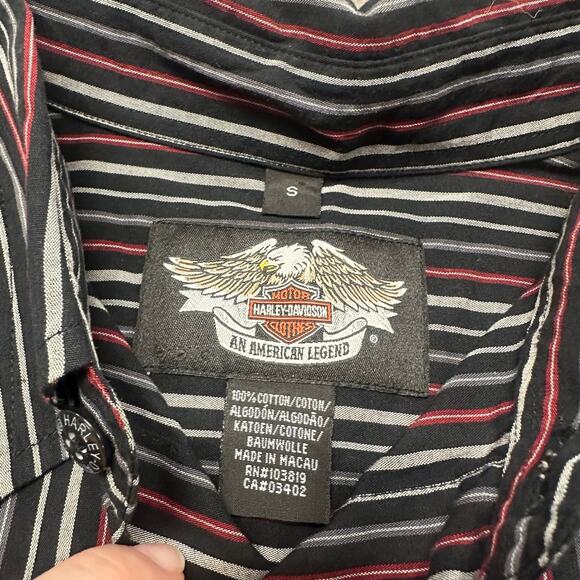 S
MOTOR
HARLEY-DAVIDSON
CLOTHES
AN AMERICAN LEGEND
®
100% COTTON/COTON/
ALGODÓN/ALGODÃO/
KATOEN/COTONE/
BAUMWOLLE
MADE IN MACAU
RN#103819
CA#03402
HARLEY